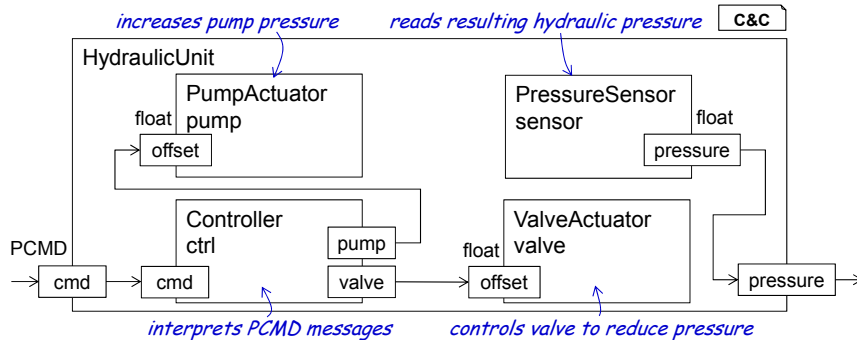 increases pump pressure
reads resulting hydraulic pressure
C&C
HydraulicUnit
PumpActuator
pump
float
offset
PressureSensor
sensor
float
pressure
Controller
ctrl
pump
valve
PCMD
cmd
cmd
ValveActuator
valve
float
offset
pressure
interprets PCMD messages
controls valve to reduce pressure